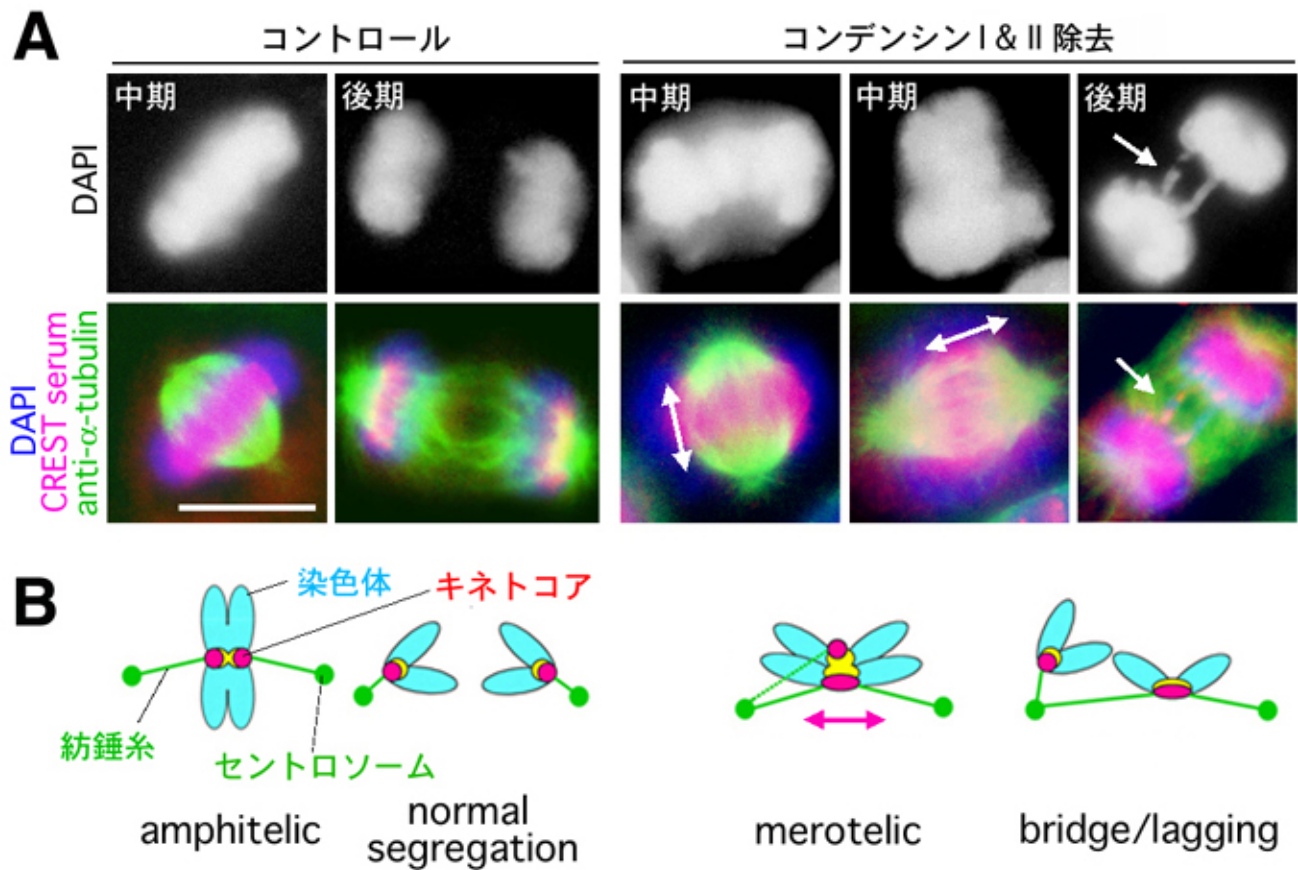 A
コントロール
コンデンシンI & II 除去
DAPI
中期
後期
中期
中期
後期
DAPI
CREST serum
anti-α-tubulin
B
染色体
キネトコア
紡錘糸
セントロソーム
amphitelic
normal
segregation
merotelic
bridge/lagging